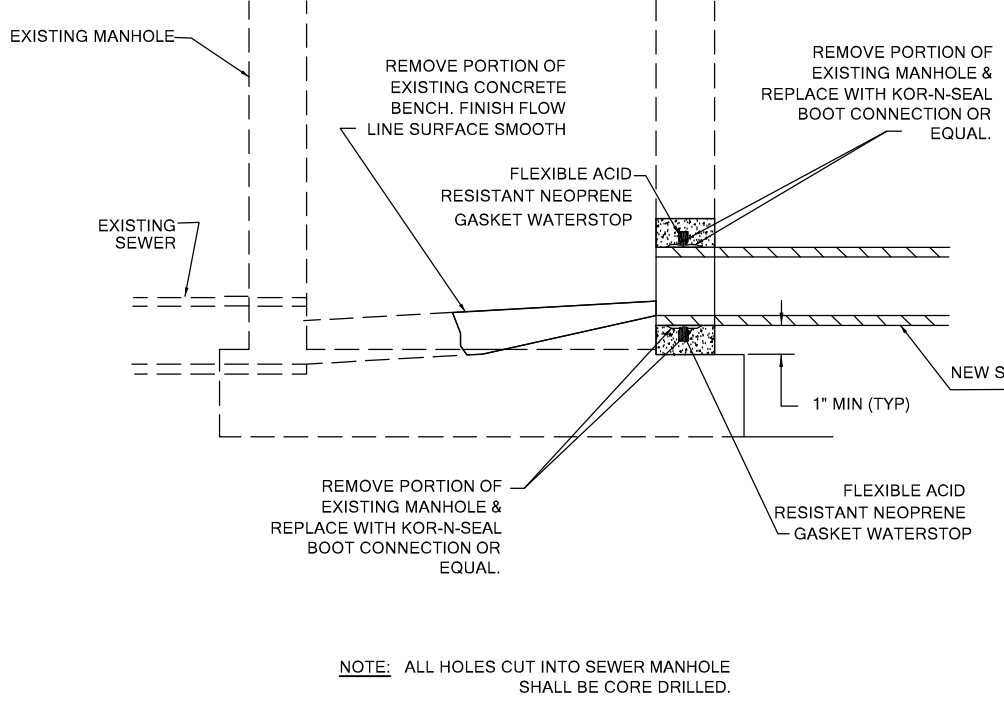 EXISTING MANHOLE
REMOVE PORTION OF
EXISTING CONCRETE
BENCH. FINISH FLOW
LINE SURFACE SMOOTH
REMOVE PORTION OF
EXISTING MANHOLE &
REPLACE WITH KOR-N-SEAL
BOOT CONNECTION OR
EQUAL.
FLEXIBLE ACID
RESISTANT NEOPRENE
GASKET WATERSTOP
EXISTING
SEWER
NEW S
1" MIN (TYP)
REMOVE PORTION OF
EXISTING MANHOLE &
REPLACE WITH KOR-N-SEAL
BOOT CONNECTION OR
EQUAL.
FLEXIBLE ACID
RESISTANT NEOPRENE
GASKET WATERSTOP
NOTE: ALL HOLES CUT INTO SEWER MANHOLE
SHALL BE CORE DRILLED.